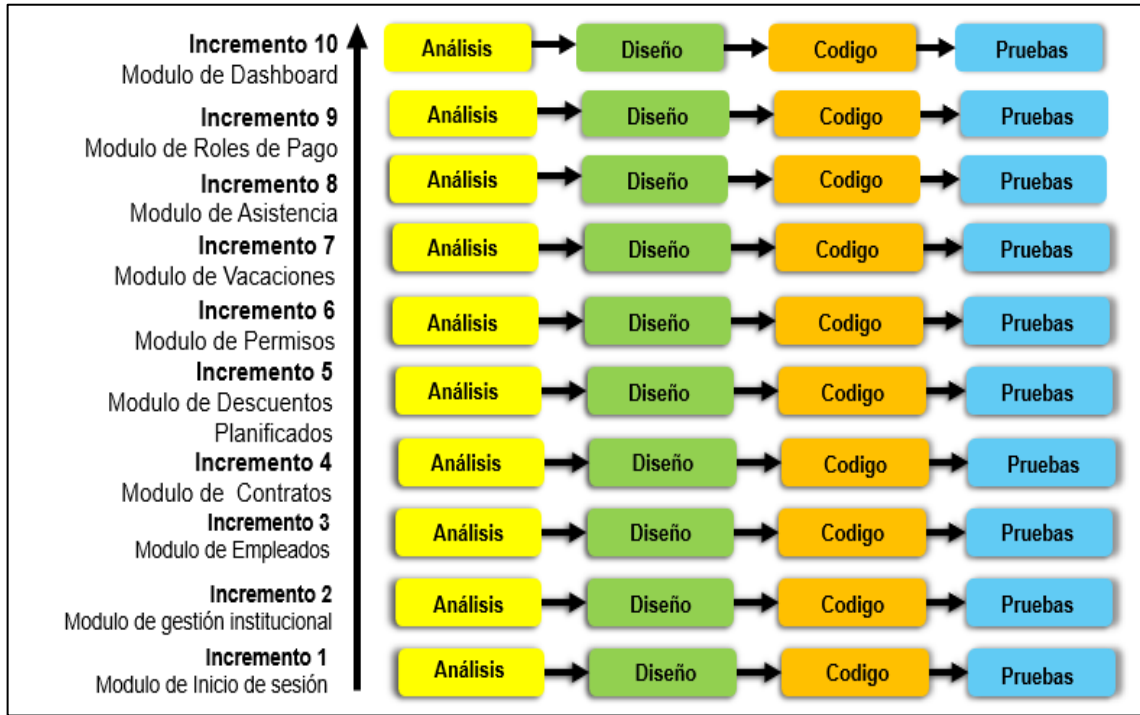 Incremento 10
Modulo de Dashboard
Análisis Diseño Codigo Pruebas
Incremento 9
Modulo de Roles de Pago
Análisis Diseño Codigo Pruebas
Incremento 8
Modulo de Asistencia
Análisis Diseño Codigo Pruebas
Incremento 7
Modulo de Vacaciones
Análisis Diseño Codigo Pruebas
Incremento 6
Modulo de Permisos
Análisis Diseño Codigo Pruebas
Incremento 5
Modulo de Descuentos
Planificados
Análisis Diseño Codigo Pruebas
Incremento 4
Modulo de Contratos
Análisis Diseño Codigo Pruebas
Incremento 3
Modulo de Empleados
Análisis Diseño Codigo Pruebas
Incremento 2
Modulo de gestión institucional
Análisis Diseño Codigo Pruebas
Incremento 1
Modulo de Inicio de sesión
Análisis Diseño Codigo Pruebas